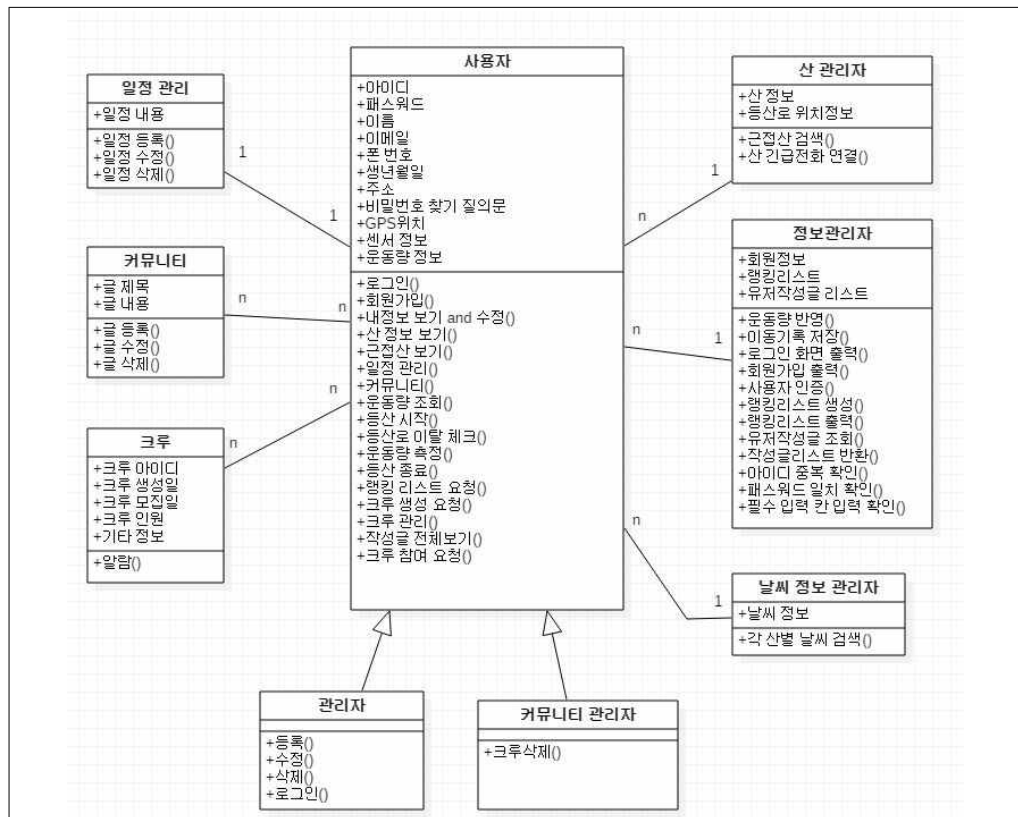 일정 관리
+일정 내용
+일정 등록()
+일정 수정()
+일정 삭제()
1
1
커뮤니티
+글 제목
+글 내용
+글 등록()
+글 수정()
+글 삭제()
n
n
크루
+크루 아이디
+크루 생성일
+크루 모집일
+크루 인원
+기타 정보
+알람()
n
n
사용자
+아이디
+패스워드
+이름
+이메일
+폰 번호
+생년월일
+주소
+비밀번호 찾기 질의문
+GPS위치
+센서 정보
+운동량 정보
+로그인()
+회원가입()
+내정보 보기 and 수정()
+산 정보 보기()
+근접산 보기()
+일정 관리()
+커뮤니티()
+운동량 조회()
+등산 시작()
+등산로 이탈 체크()
+운동량 측정()
+등산 종료()
+랭킹 리스트 요청()
+크루 생성 요청()
+크루 관리()
+작성글 전체보기()
+크루 참여 요청()
산 관리자
+산 정보
+등산로 위치정보
+근접산 검색()
+산 긴급전화 연결()
1
n
정보관리자
+회원정보
+랭킹리스트
+유저작성글 리스트
+운동량 반영()
+이동기록 저장()
+로그인 화면 출력()
+회원가입 출력()
+사용자 인증()
+랭킹리스트 생성()
+랭킹리스트 출력()
+유저작성글 조회()
+작성글리스트 반환()
+아이디 중복 확인()
+패스워드 일치 확인()
+필수 입력 칸 입력 확인()
n
1
날씨 정보 관리자
+날씨 정보
+각 산별 날씨 검색()
n
1
관리자
+등록()
+수정()
+삭제()
+로그인()
커뮤니티 관리자
+크루삭제()